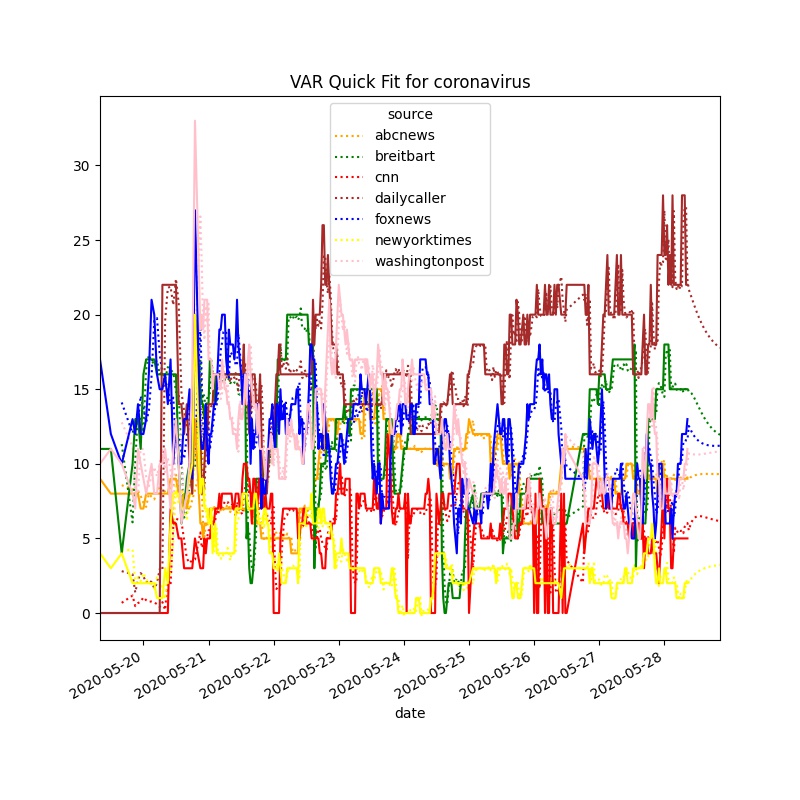 VAR Quick Fit for coronavirus
source
abcnews
breitbart
cnn
dailycaller
foxnews
newyorktimes
washingtonpost
30
25
20
15
10
5
0
2020-05-20
2020-05-21
2020-05-22
2020-05-23
2020-05-24
2020-05-25
2020-05-26
2020-05-27
2020-05-28
date